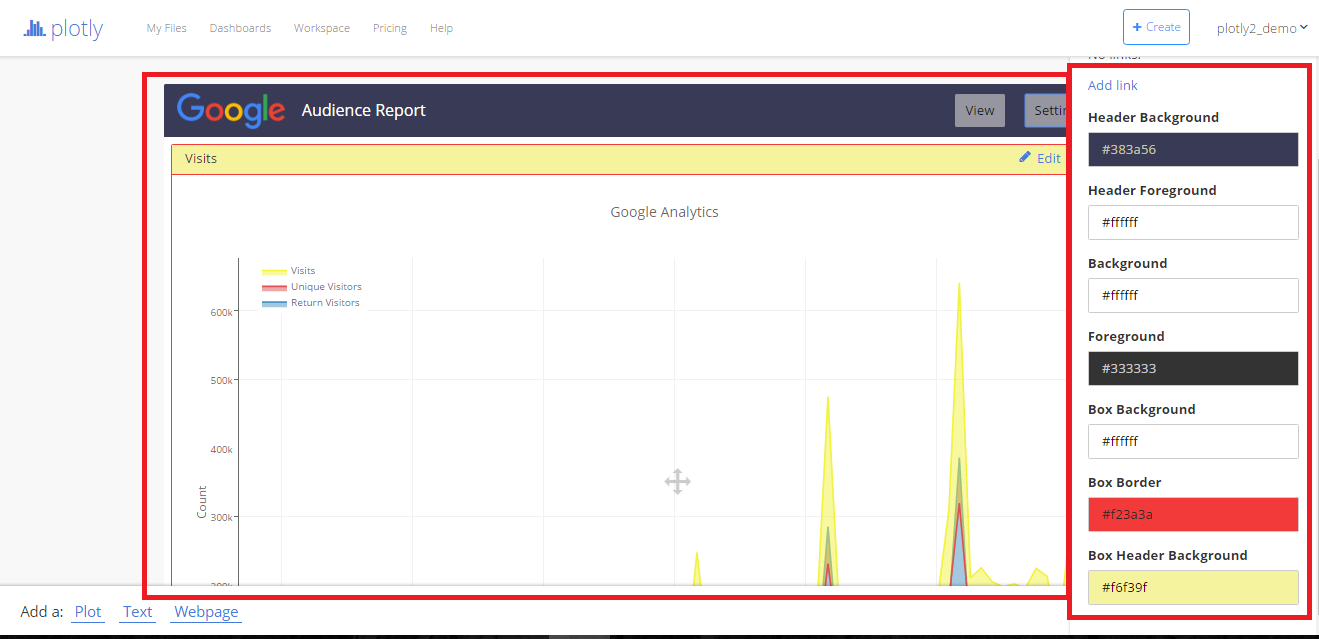 plotly
My Files Dashboards Workspace Pricing Help
+ Create
plotly2_demo
Google Audience Report
View
Settin
Visits
Edit
Google Analytics
Visits
Unique Visitors
Return Visitors
600k
500k
400k
300k
Count
No links.
Add link
Header Background
#383a56
Header Foreground
#ffffff
Background
#ffffff
Foreground
#333333
Box Background
#ffffff
Box Border
#f23a3a
Box Header Background
#f6f39f
Add a: Plot Text Webpage